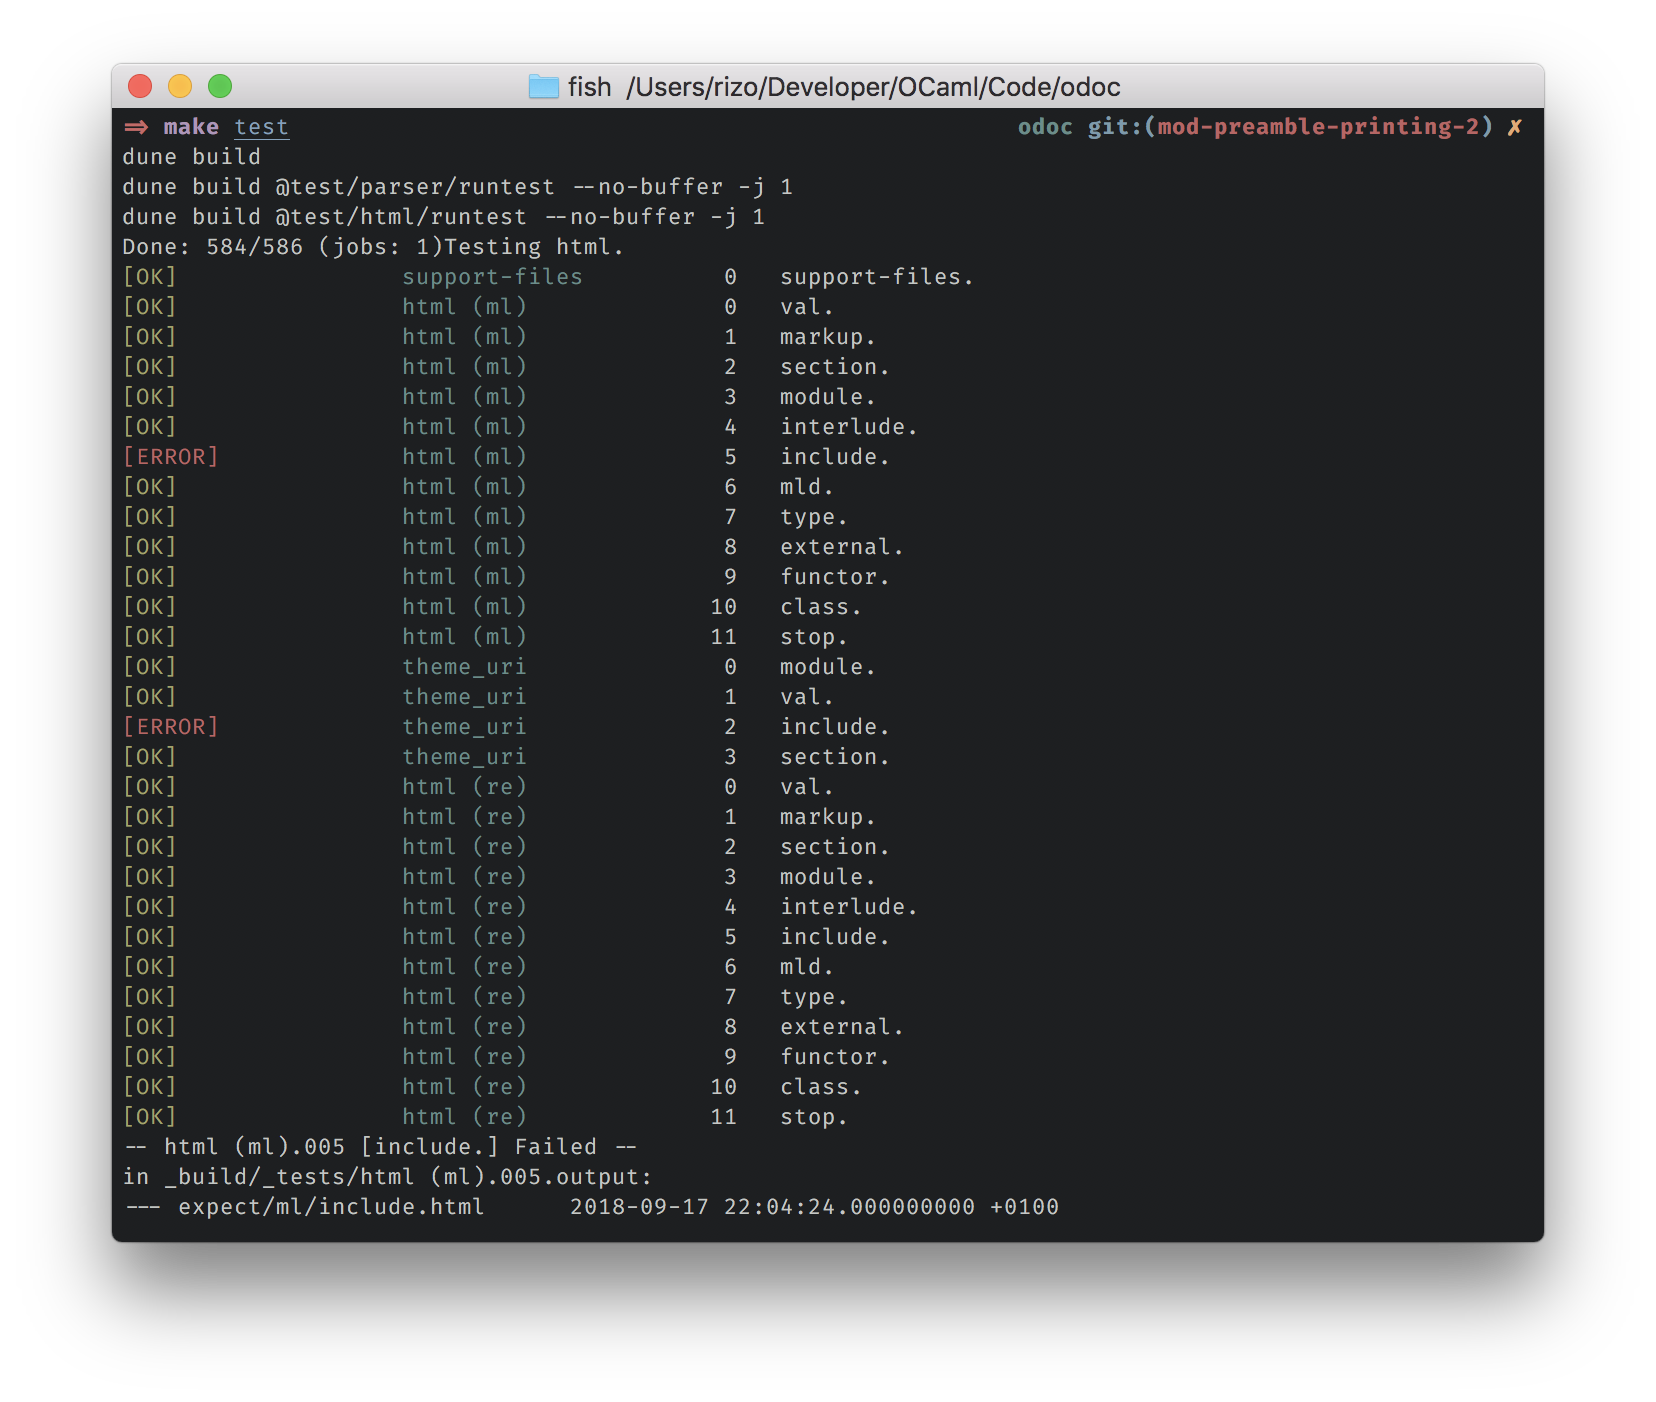 fish /Users/rizo/Developer/OCaml/Code/odoc
⇒ make test odoc git:(mod-preamble-printing-2) ✗
dune build
dune build @test/parser/runtest --no-buffer -j 1
dune build @test/html/runtest --no-buffer -j 1
Done: 584/586 (jobs: 1)Testing html.
[OK] support-files 0 support-files.
[OK] html (ml) 0 val.
[OK] html (ml) 1 markup.
[OK] html (ml) 2 section.
[OK] html (ml) 3 module.
[OK] html (ml) 4 interlude.
[ERROR] html (ml) 5 include.
[OK] html (ml) 6 mld.
[OK] html (ml) 7 type.
[OK] html (ml) 8 external.
[OK] html (ml) 9 functor.
[OK] html (ml) 10 class.
[OK] html (ml) 11 stop.
[OK] theme_uri 0 module.
[OK] theme_uri 1 val.
[ERROR] theme_uri 2 include.
[OK] theme_uri 3 section.
[OK] html (re) 0 val.
[OK] html (re) 1 markup.
[OK] html (re) 2 section.
[OK] html (re) 3 module.
[OK] html (re) 4 interlude.
[OK] html (re) 5 include.
[OK] html (re) 6 mld.
[OK] html (re) 7 type.
[OK] html (re) 8 external.
[OK] html (re) 9 functor.
[OK] html (re) 10 class.
[OK] html (re) 11 stop.
-- html (ml).005 [include.] Failed --
in _build/_tests/html (ml).005.output:
--- expect/ml/include.html 2018-09-17 22:04:24.000000000 +0100